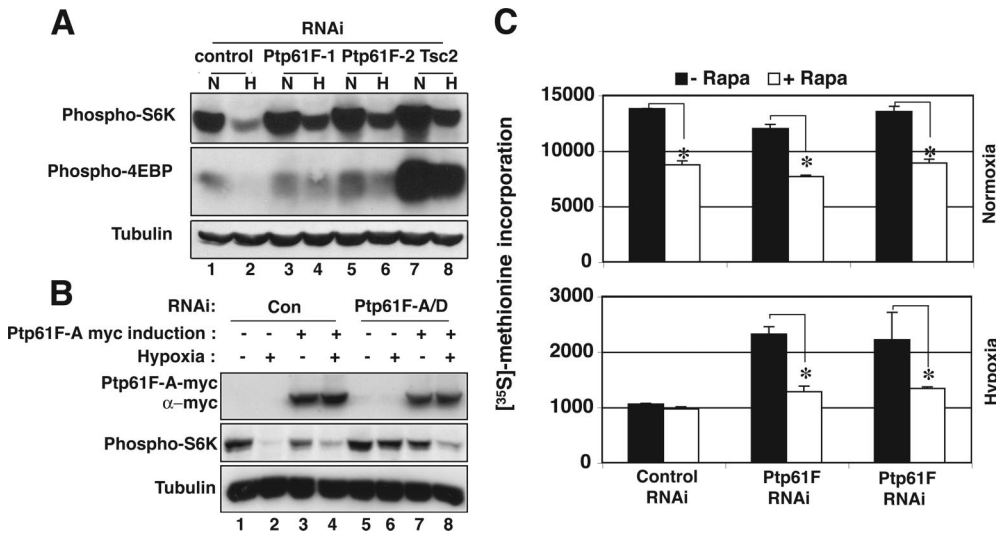 A
RNAi
control Ptp61F-1 Ptp61F-2 Tsc2
N H N H N H N H
Phospho-S6K
Phospho-4EBP
Tubulin
1 2 3 4 5 6 7 8
B
RNAi: Con Ptp61F-A/D
Ptp61F-A myc induction : - - + + - - + +
Hypoxia : - + - + - + - +
Ptp61F-A-myc
α–myc
Phospho-S6K
Tubulin
1 2 3 4 5 6 7 8
C
- Rapa + Rapa
[³⁵S]-methionine incorporation
15000
10000
5000
0
* * *
Normoxia
3000
2000
1000
0
* *
Hypoxia
Control Ptp61F Ptp61F
RNAi RNAi RNAi